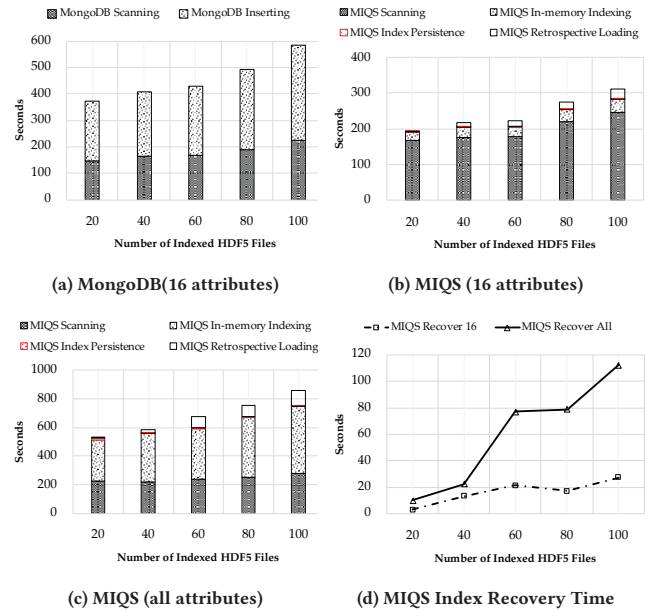 MongoDB Scanning MongoDB Inserting
600
500
400
300
200
100
0
Seconds
20 40 60 80 100
Number of Indexed HDF5 Files
(a) MongoDB(16 attributes)
MIQS Scanning MIQS In-memory Indexing
MIQS Index Persistence MIQS Retrospective Loading
400
300
200
100
0
Seconds
20 40 60 80 100
Number of Indexed HDF5 Files
(b) MIQS (16 attributes)
MIQS Scanning MIQS In-memory Indexing
MIQS Index Persistence MIQS Retrospective Loading
1000
800
600
400
200
0
Seconds
20 40 60 80 100
Number of Indexed HDF5 Files
(c) MIQS (all attributes)
MIQS Recover 16 MIQS Recover All
120
100
80
60
40
20
0
Seconds
20 40 60 80 100
Number of Indexed HDF5 Files
(d) MIQS Index Recovery Time